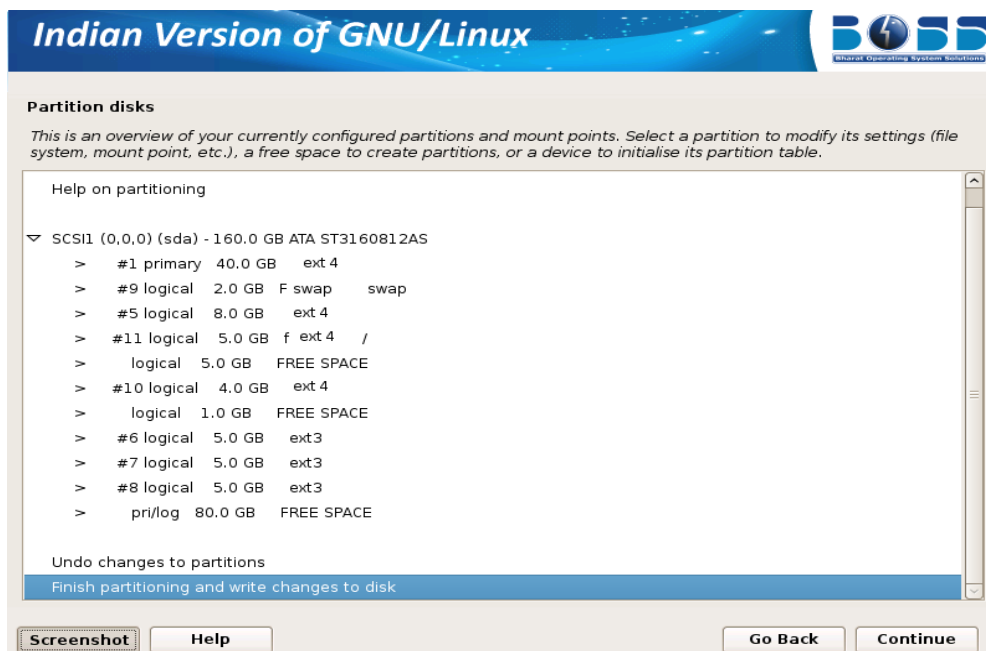 Indian Version of GNU/Linux
BOSS
Bharat Operating System Solutions
Partition disks
This is an overview of your currently configured partitions and mount points. Select a partition to modify its settings (file
system, mount point, etc.), a free space to create partitions, or a device to initialise its partition table.
Help on partitioning
SCSI1 (0,0,0) (sda) - 160.0 GB ATA ST3160812AS
> #1 primary 40.0 GB ext 4
> #9 logical 2.0 GB F swap swap
> #5 logical 8.0 GB ext 4
> #11 logical 5.0 GB f ext 4 /
> logical 5.0 GB FREE SPACE
> #10 logical 4.0 GB ext 4
> logical 1.0 GB FREE SPACE
> #6 logical 5.0 GB ext3
> #7 logical 5.0 GB ext3
> #8 logical 5.0 GB ext3
> pri/log 80.0 GB FREE SPACE
Undo changes to partitions
Finish partitioning and write changes to disk
Screenshot Help Go Back Continue